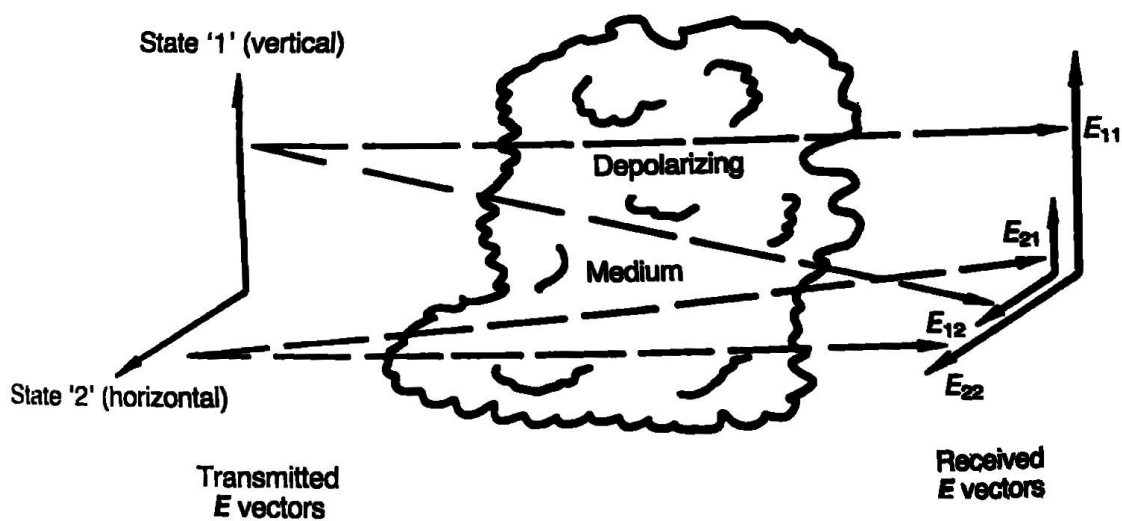 State '1' (vertical)
E₁₁
Depolarizing
E₂₁
Medium
E₁₂
E₂₂
State '2' (horizontal)
Transmitted
E vectors
Received
E vectors